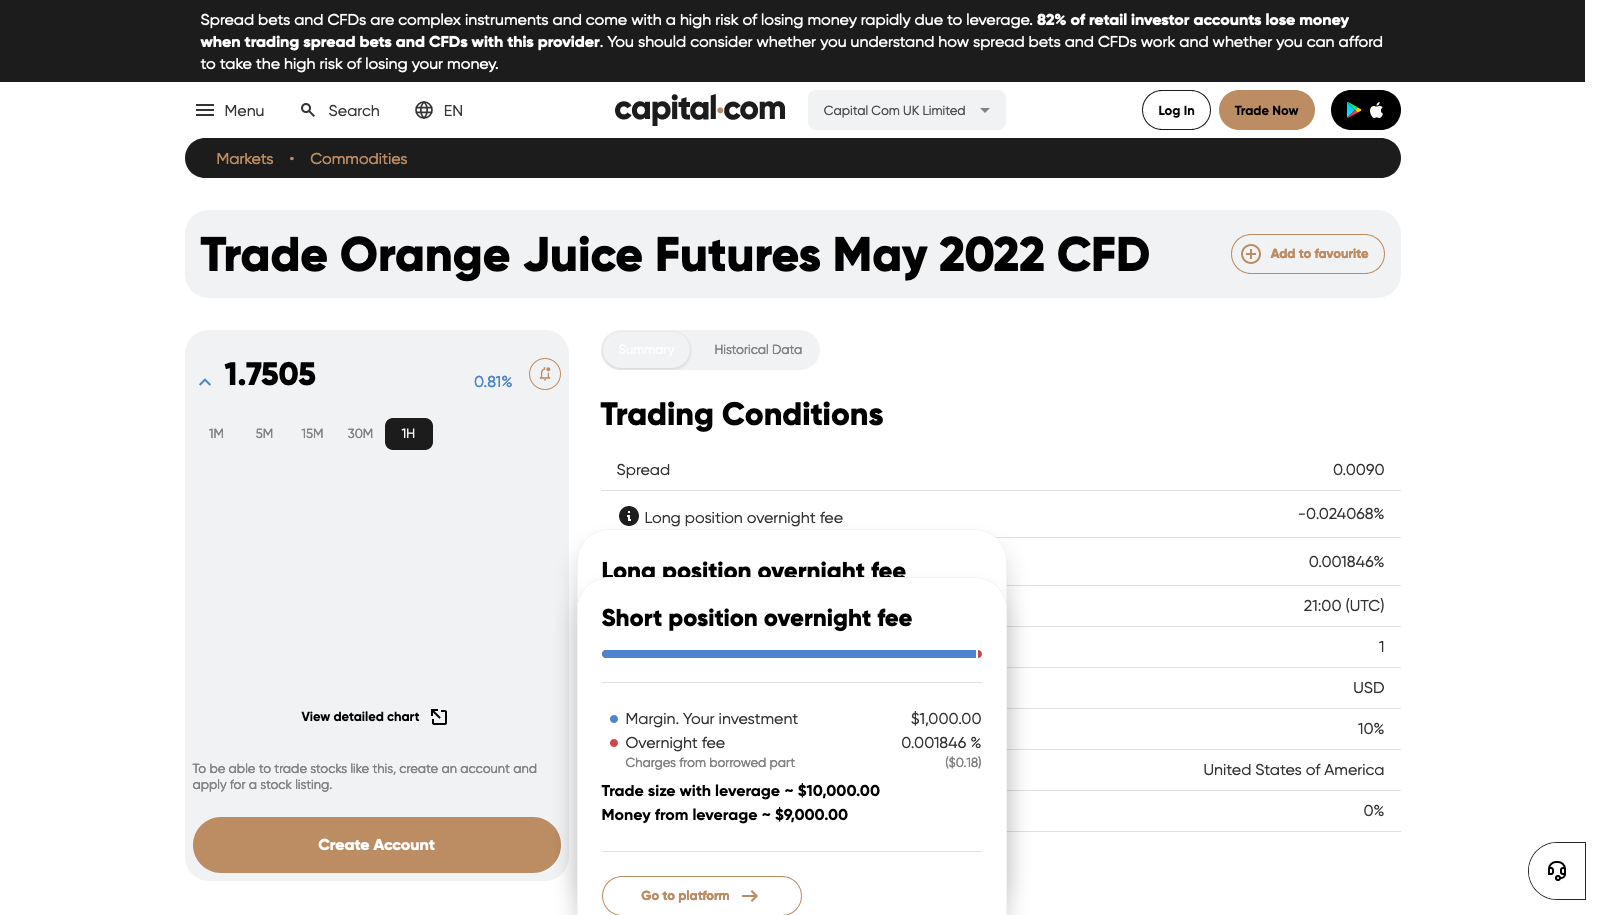 Spread bets and CFDs are complex instruments and come with a high risk of losing money rapidly due to leverage. 82% of retail investor accounts lose money
when trading spread bets and CFDs with this provider. You should consider whether you understand how spread bets and CFDs work and whether you can afford
to take the high risk of losing your money.
Menu Search EN capital.com Capital Com UK Limited Log In Trade Now
Markets • Commodities
Trade Orange Juice Futures May 2022 CFD Add to favourite
1.7505 0.81%
1M 5M 15M 30M 1H
View detailed chart
To be able to trade stocks like this, create an account and
apply for a stock listing.
Create Account
Summary Historical Data
Trading Conditions
Spread 0.0090
Long position overnight fee -0.024068%
0.001846%
21:00 (UTC)
1
USD
10%
United States of America
0%
Long position overnight fee
Short position overnight fee
Margin. Your investment $1,000.00
Overnight fee 0.001846 %
Charges from borrowed part ($0.18)
Trade size with leverage ~ $10,000.00
Money from leverage ~ $9,000.00
Go to platform